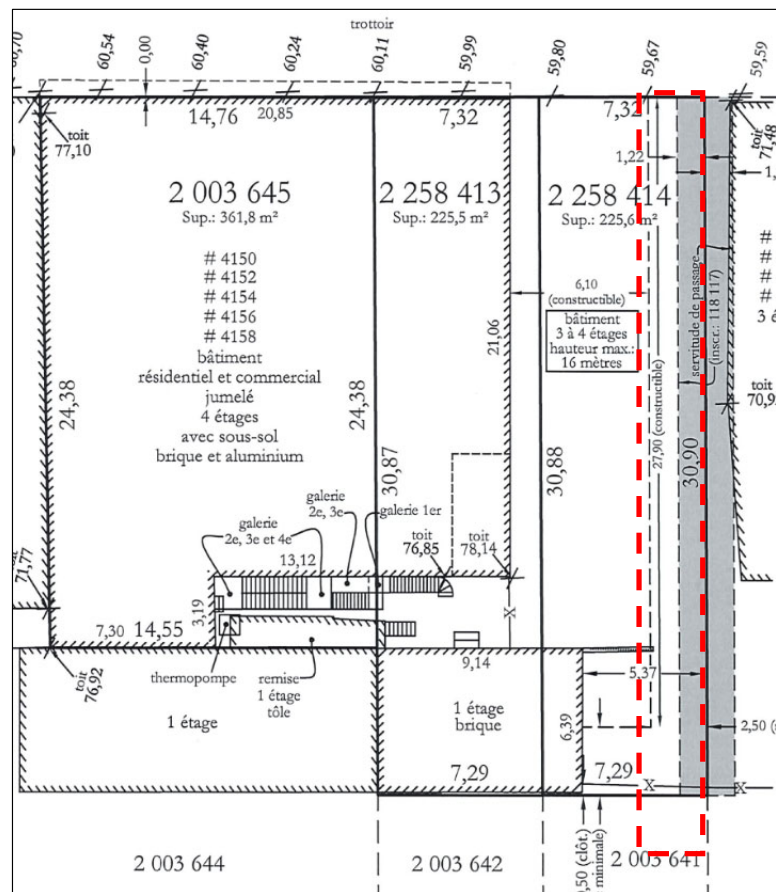 trottoir
60,54
0,00
60,40
60,24
60,11
59,99
59,80
59,67
59,59
toit
77,10
14,76
20,85
7,32
7,32
toit
71,48
1,22
2 003 645
Sup.: 361,8 m²
2 258 413
Sup.: 225,5 m²
2 258 414
Sup.: 225,6 m²
# 4150
# 4152
# 4154
# 4156
# 4158
bâtiment
résidentiel et commercial
jumelé
4 étages
avec sous-sol
brique et aluminium
6,10
(constructible)
bâtiment
3 à 4 étages
hauteur max.:
16 mètres
servitude de passage
(inscr.: 118 117)
#
#
#
#
21,06
24,38
24,38
27,90 (constructible)
toit
30,87
30,88
30,90
galerie
2e, 3e
galerie 1er
galerie
2e, 3e et 4e
toit
76,85
toit
78,14
13,12
3,19
X
7,30
14,55
toit
76,92
thermopompe
remise
1 étage
tôle
9,14
5,37
1 étage
1 étage
brique
6,39
7,29
7,29
X
X
2 003 644
2 003 642
2 003 641
(clôt.)
minimale)